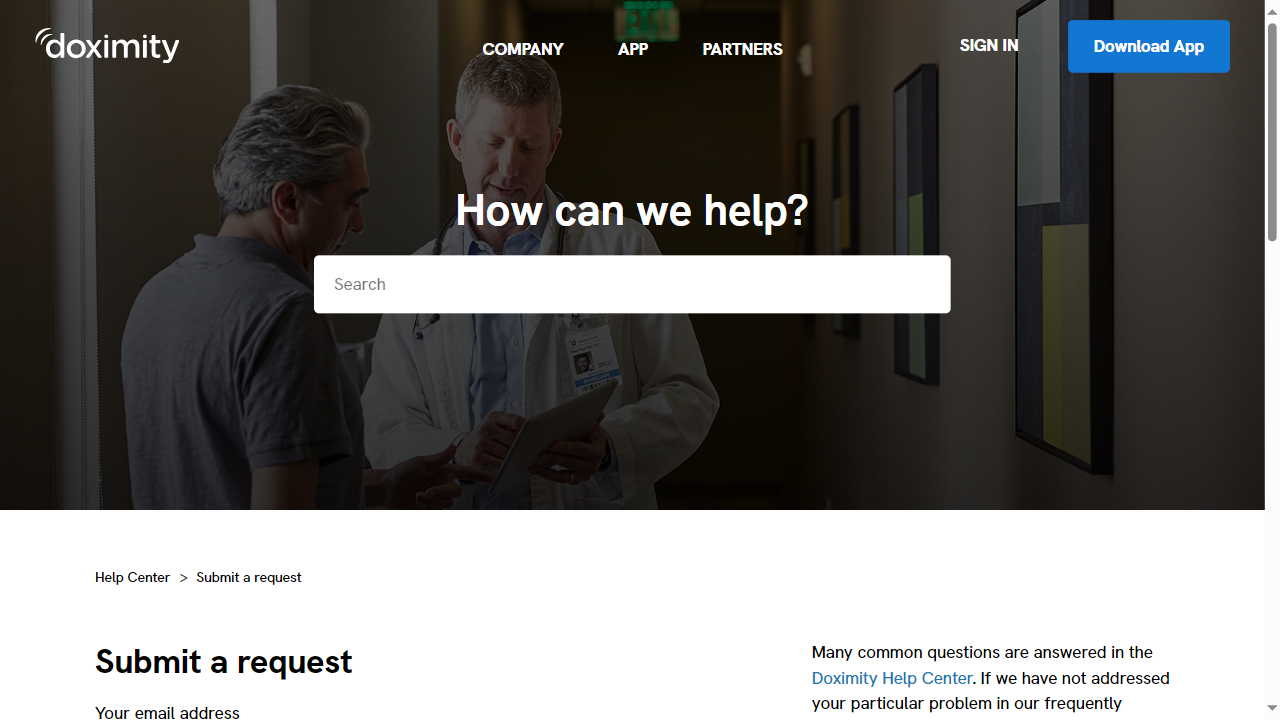 doximity
COMPANY
APP
PARTNERS
SIGN IN
Download App
How can we help?
Search
Help Center > Submit a request
Submit a request
Your email address
Many common questions are answered in the
Doximity Help Center. If we have not addressed
your particular problem in our frequently